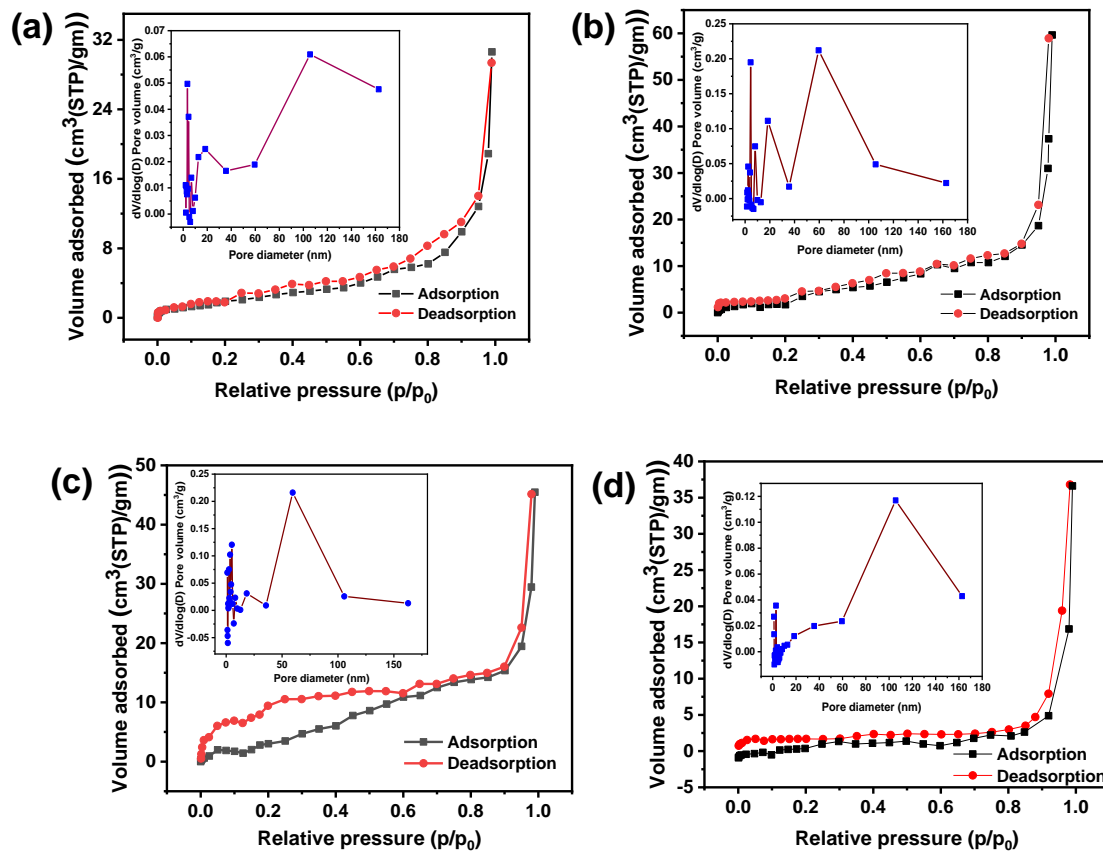 (a)
Volume adsorbed (cm³(STP)/gm))
32
24
16
8
0
0.0 0.2 0.4 0.6 0.8 1.0
Relative pressure (p/p₀)
Adsorption
Deadsorption
dV/dlog(D) Pore volume (cm³/g)
0.07
0.06
0.05
0.04
0.03
0.02
0.01
0.00
0 20 40 60 80 100 120 140 160 180
Pore diameter (nm)
(b)
Volume adsorbed (cm³(STP)/gm))
60
50
40
30
20
10
0
0.0 0.2 0.4 0.6 0.8 1.0
Relative pressure (p/p₀)
Adsorption
Deadsorption
dV/dlog(D) Pore volume (cm³/g)
0.25
0.20
0.15
0.10
0.05
0.00
0 20 40 60 80 100 120 140 160 180
Pore diameter (nm)
(c)
Volume adsorbed (cm³(STP)/gm))
50
40
30
20
10
0
0.0 0.2 0.4 0.6 0.8 1.0
Relative pressure (p/p₀)
Adsorption
Deadsorption
dV/dlog(D) Pore volume (cm³/g)
0.25
0.20
0.15
0.10
0.05
0.00
-0.05
0 50 100 150
Pore diameter (nm)
(d)
Volume adsorbed (cm³(STP)/gm))
40
35
30
25
20
15
10
5
0
-5
0.0 0.2 0.4 0.6 0.8 1.0
Relative pressure (p/p₀)
Adsorption
Deadsorption
dV/dlog(D) Pore volume (cm³/g)
0.12
0.10
0.08
0.06
0.04
0.02
0.00
0 20 40 60 80 100 120 140 160 180
Pore diameter (nm)